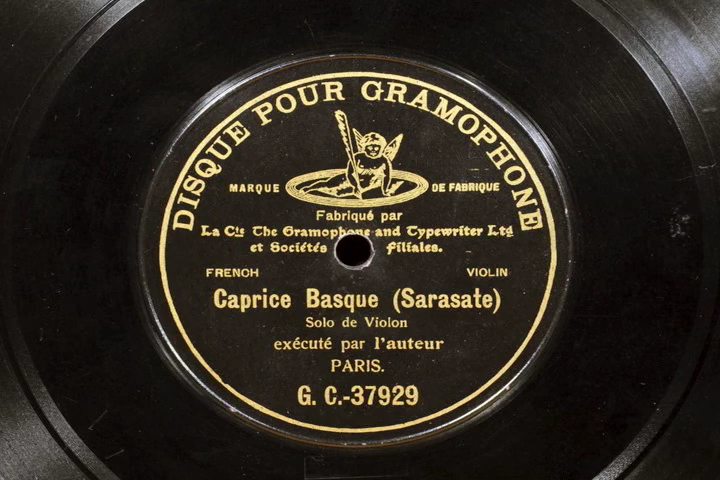 DISQUE POUR GRAMOPHONE
MARQUE DE FABRIQUE
Fabriqué par
La Cie The Gramophone and Typewriter Ltd
et Sociétés filiales.
FRENCH VIOLIN
Caprice Basque (Sarasate)
Solo de Violon
exécuté par l'auteur
PARIS.
G. C.-37929